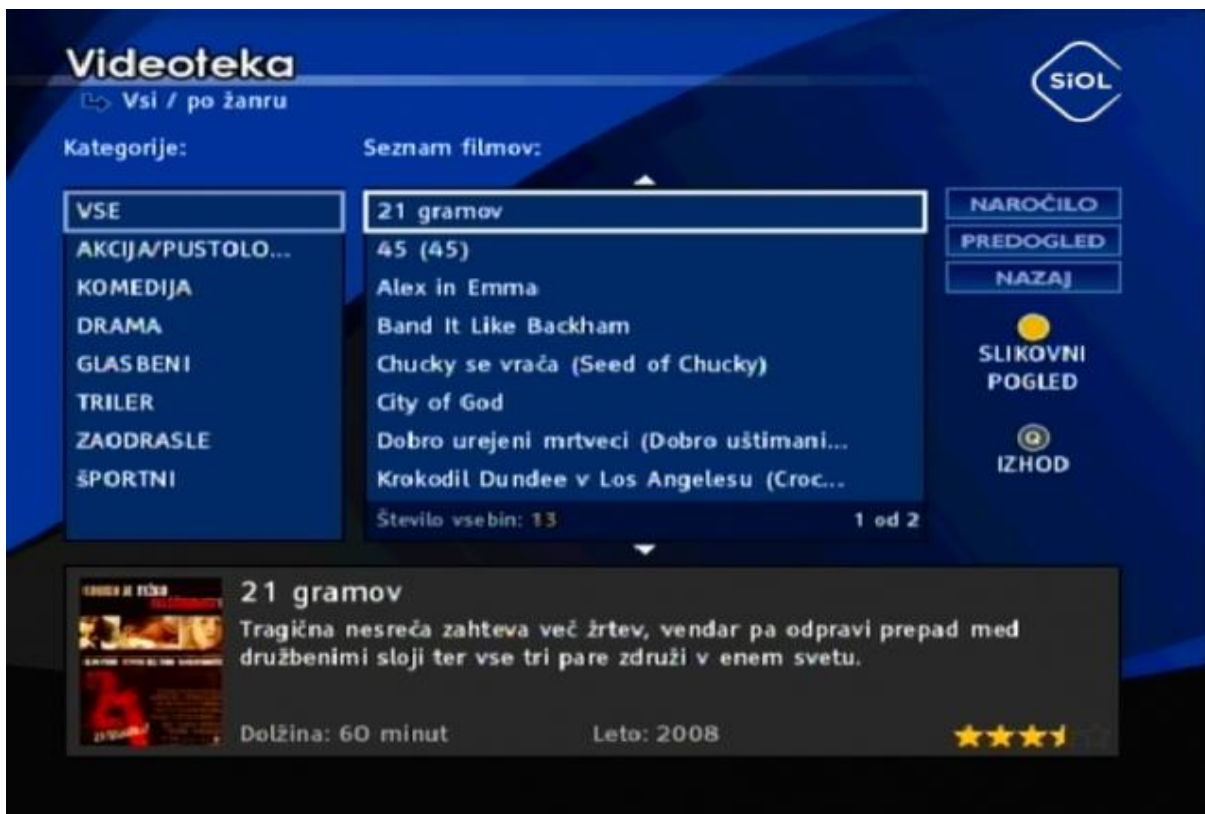 Videoteka
Vsi / po žanru
SiOL
Kategorije:
Seznam filmov:
VSE
AKCIJA/PUSTOLO...
KOMEDIJA
DRAMA
GLASBENI
TRILER
ZAODRASLE
šPORTNI
21 gramov
45 (45)
Alex in Emma
Band It Like Backham
Chucky se vrača (Seed of Chucky)
City of God
Dobro urejeni mrtveci (Dobro uštimani...
Krokodil Dundee v Los Angelesu (Croc...
Število vsebin: 13 1 od 2
NAROČILO
PREDOGLED
NAZAJ
SLIKOVNI
POGLED
Q
IZHOD
21 gramov
Tragična nesreča zahteva več žrtev, vendar pa odpravi prepad med
družbenimi sloji ter vse tri pare združi v enem svetu.
Dolžina: 60 minut Leto: 2008